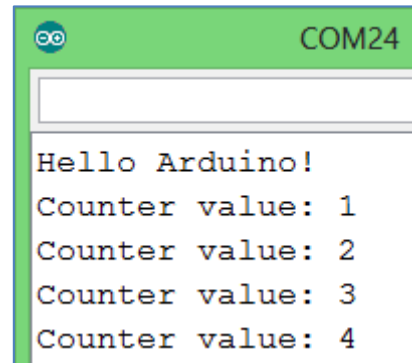 COM24
Hello Arduino!
Counter value: 1
Counter value: 2
Counter value: 3
Counter value: 4